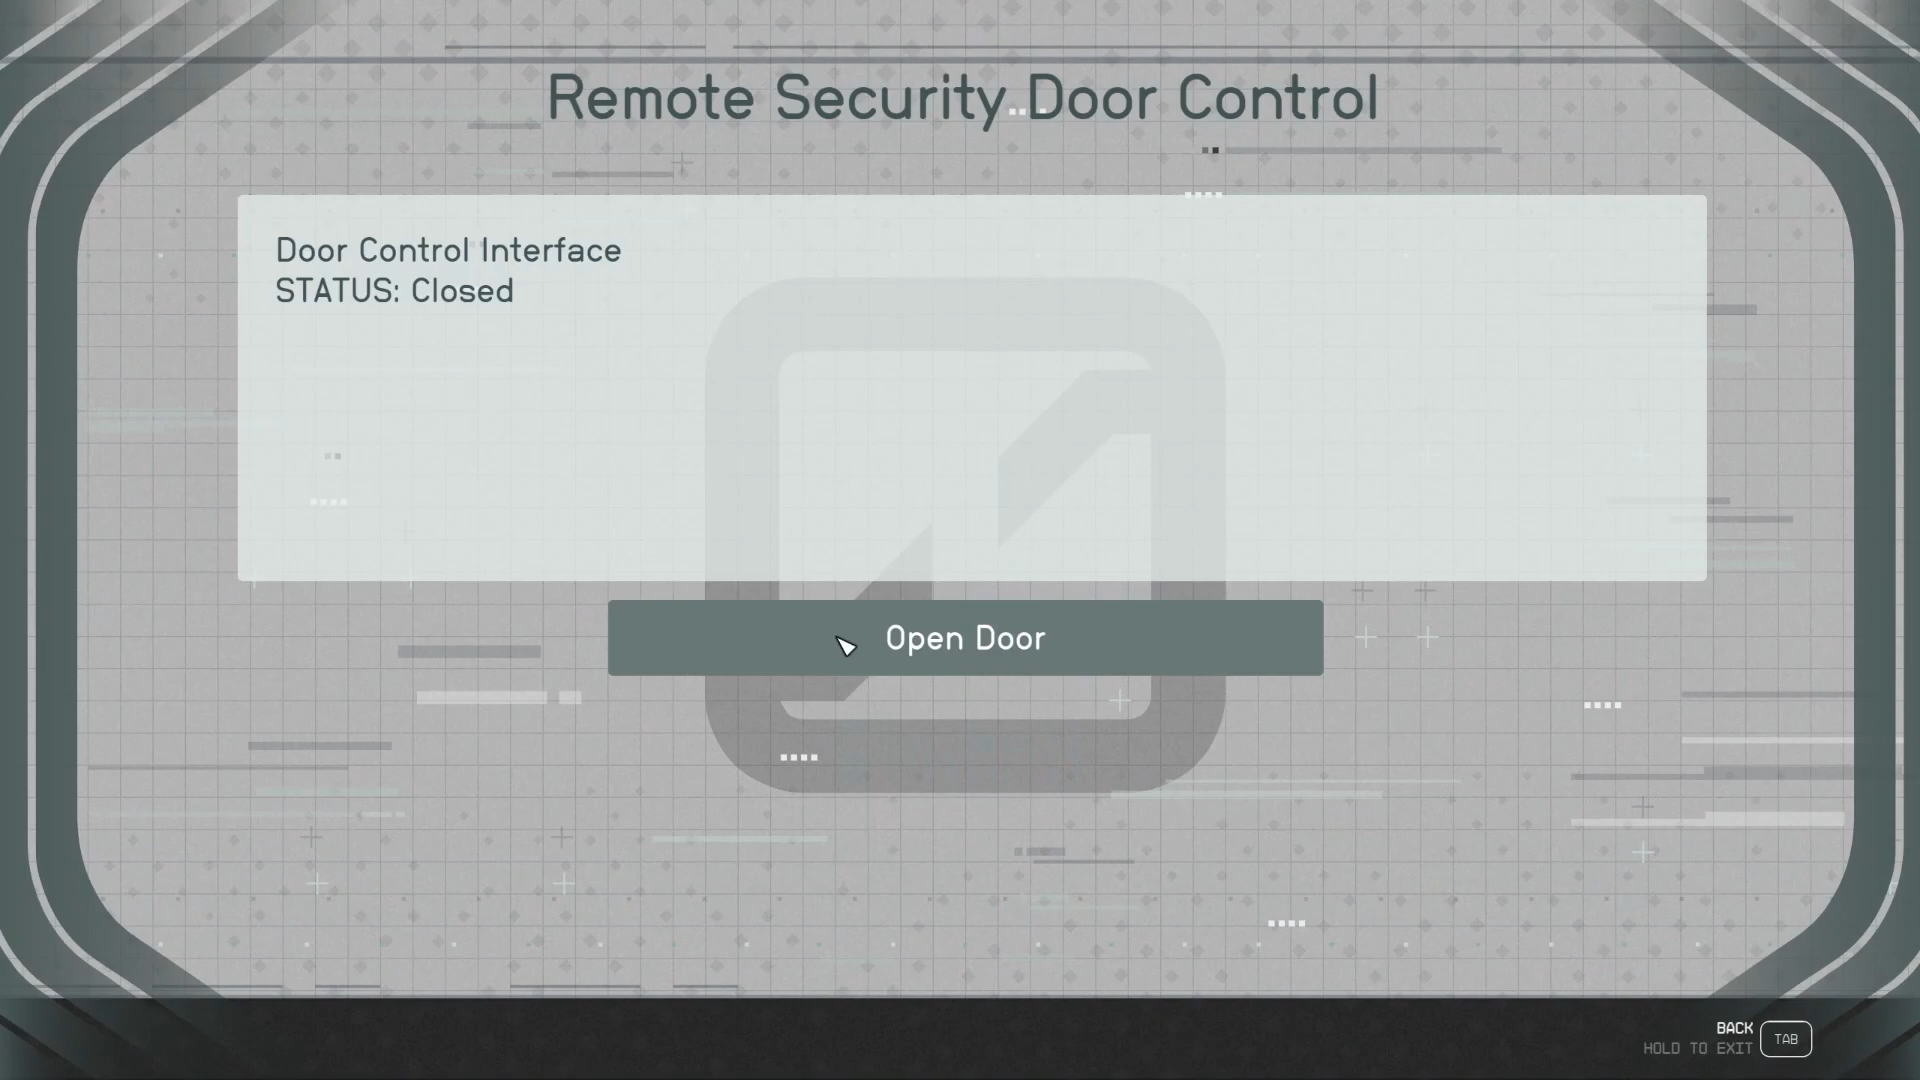 Remote Security Door Control
Door Control Interface
STATUS: Closed
Open Door
BACK
HOLD TO EXIT
TAB